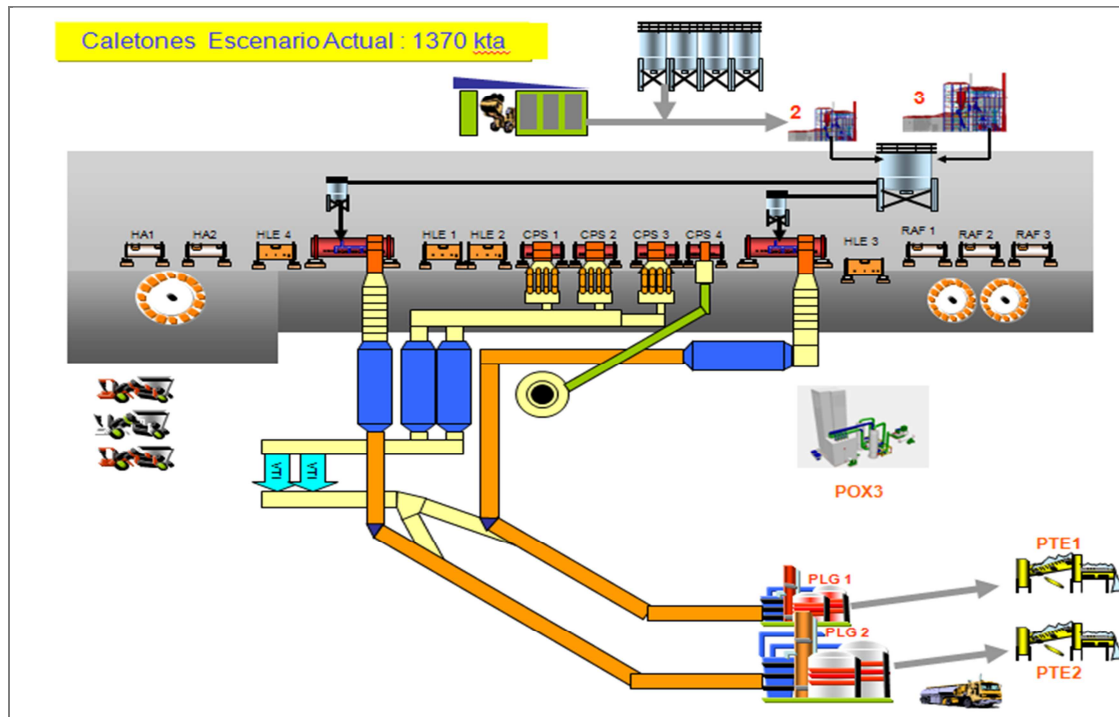 Caletones Escenario Actual : 1370 kta
2
3
HA1
HA2
HLE 4
HLE 1
HLE 2
CPS 1
CPS 2
CPS 3
CPS 4
HLE 3
RAF 1
RAF 2
RAF 3
VTI
VTI
POX3
PLG 1
PTE1
PLG 2
PTE2